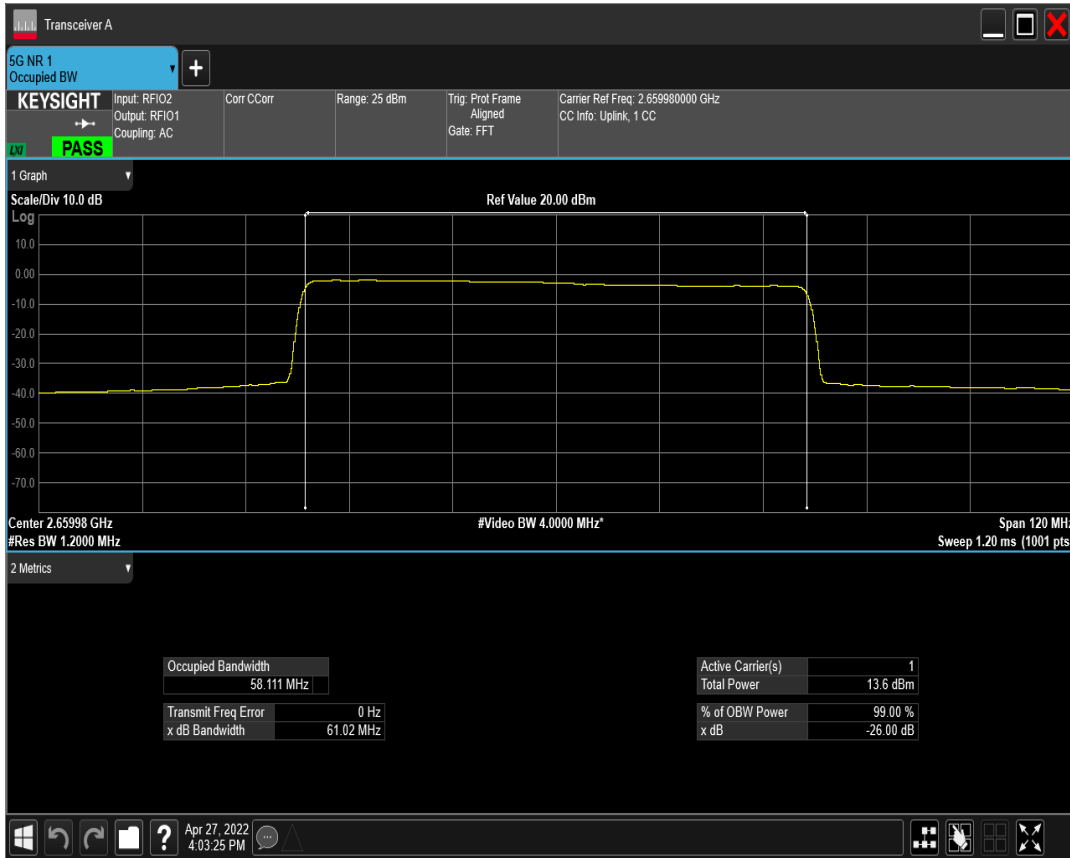 Transceiver A
5G NR 1
Occupied BW
KEYSIGHT
LXI
PASS
Input: RFIO2
Output: RFIO1
Coupling: AC
Corr CCorr
Range: 25 dBm
Trig: Prot Frame
Aligned
Gate: FFT
Carrier Ref Freq: 2.659980000 GHz
CC Info: Uplink, 1 CC
1 Graph
Scale/Div 10.0 dB
Ref Value 20.00 dBm
Log
10.0
0.00
-10.0
-20.0
-30.0
-40.0
-50.0
-60.0
-70.0
Center 2.65998 GHz
#Video BW 4.0000 MHz*
Span 120 MHz
#Res BW 1.2000 MHz
Sweep 1.20 ms (1001 pts
2 Metrics
Occupied Bandwidth
58.111 MHz
Transmit Freq Error 0 Hz
x dB Bandwidth 61.02 MHz
Active Carrier(s) 1
Total Power 13.6 dBm
% of OBW Power 99.00 %
x dB -26.00 dB
?
Apr 27, 2022
4:03:25 PM